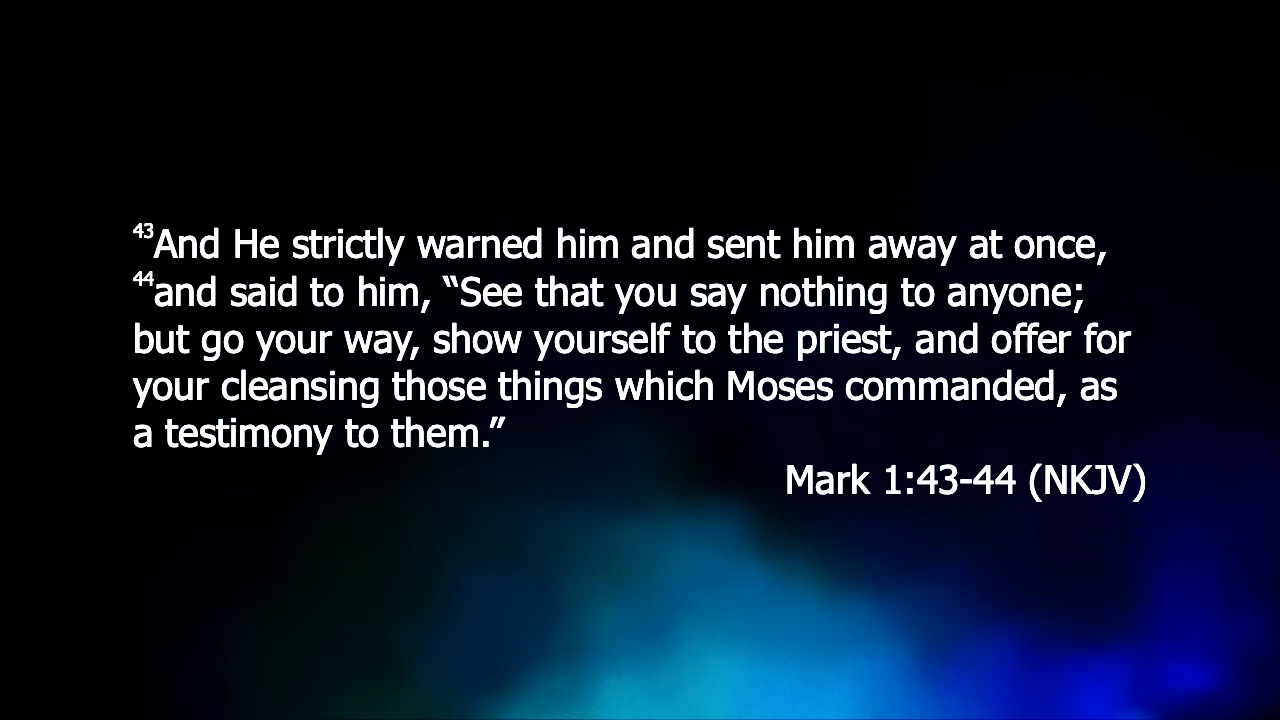 43And He strictly warned him and sent him away at once,
44and said to him, “See that you say nothing to anyone;
but go your way, show yourself to the priest, and offer for
your cleansing those things which Moses commanded, as
a testimony to them.”
Mark 1:43-44 (NKJV)